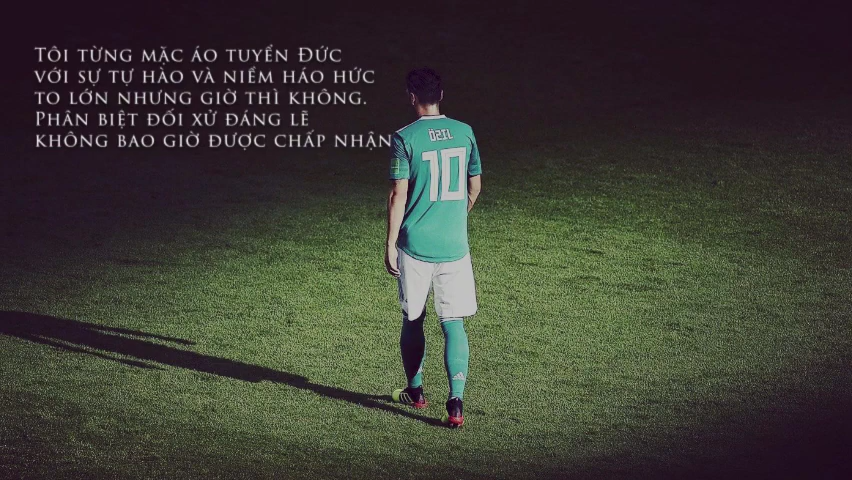 Tôi từng mặc áo tuyển Đức
với sự tự hào và niềm háo hức
to lớn nhưng giờ thì không.
Phân biệt đối xử đáng lẽ
không bao giờ được chấp nhận
ÖZIL
10